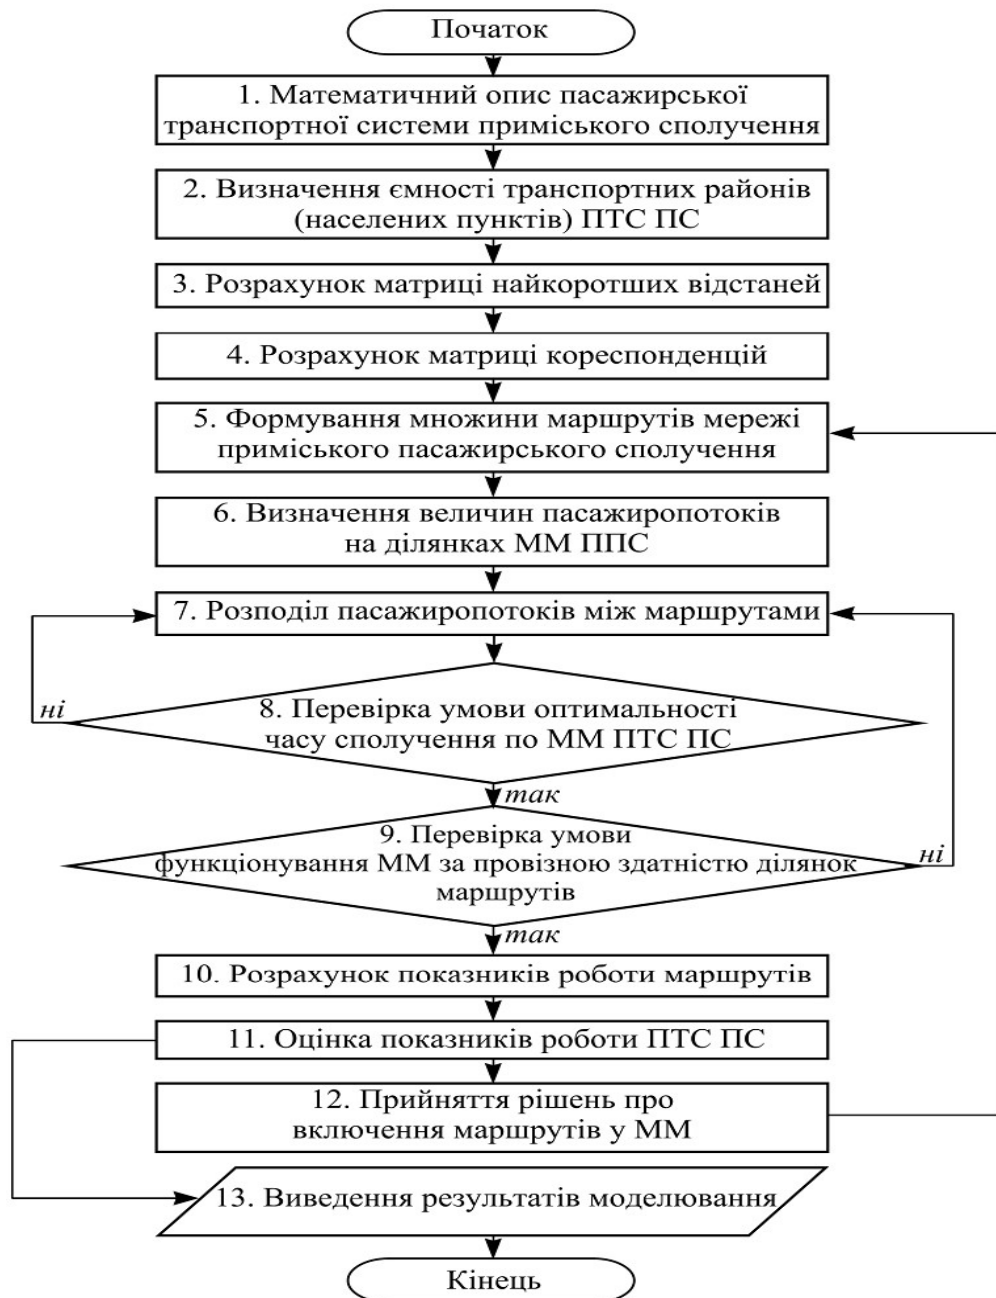 Початок
1. Математичний опис пасажирської
транспортної системи приміського сполучення
2. Визначення ємності транспортних районів
(населених пунктів) ПТС ПС
3. Розрахунок матриці найкоротших відстаней
4. Розрахунок матриці кореспонденцій
5. Формування множини маршрутів мережі
приміського пасажирського сполучення
6. Визначення величин пасажиропотоків
на ділянках ММ ППС
7. Розподіл пасажиропотоків між маршрутами
ні
8. Перевірка умови оптимальності
часу сполучення по ММ ПТС ПС
так
9. Перевірка умови
функціонування ММ за провізною здатністю ділянок
маршрутів
ні
так
10. Розрахунок показників роботи маршрутів
11. Оцінка показників роботи ПТС ПС
12. Прийняття рішень про
включення маршрутів у ММ
13. Виведення результатів моделювання
Кінець